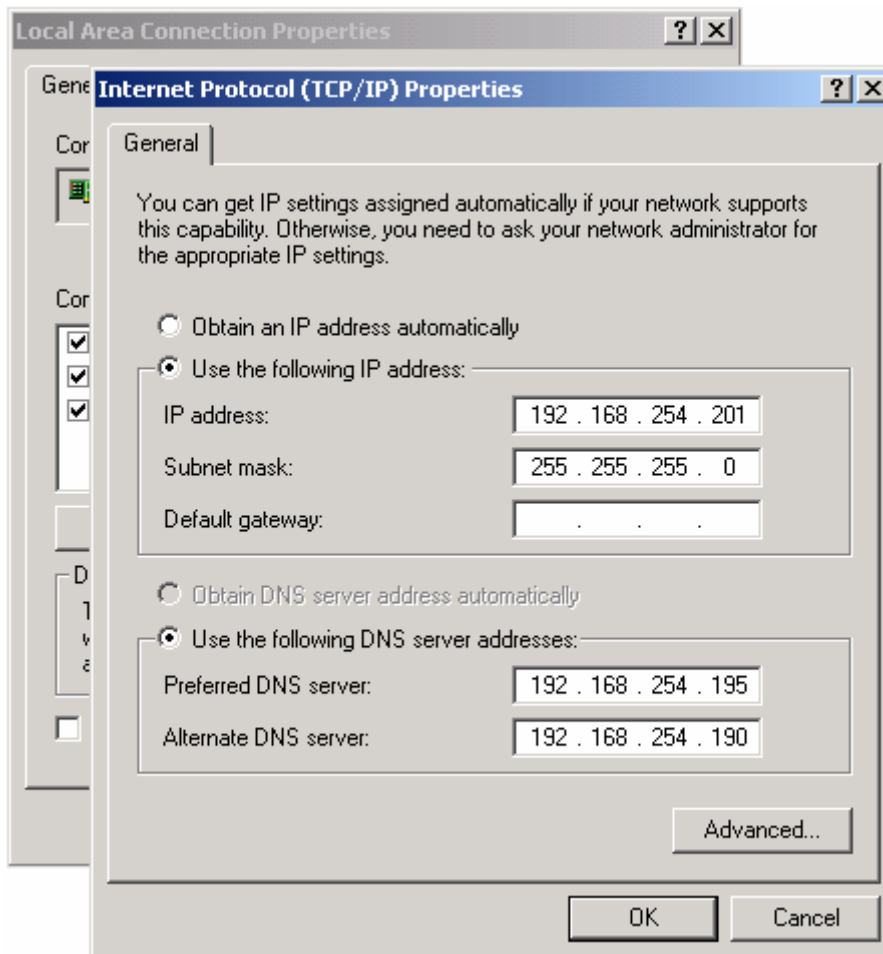 Local Area Connection Properties
Internet Protocol (TCP/IP) Properties
General
You can get IP settings assigned automatically if your network supports
this capability. Otherwise, you need to ask your network administrator for
the appropriate IP settings.
Obtain an IP address automatically
Use the following IP address:
IP address: 192 . 168 . 254 . 201
Subnet mask: 255 . 255 . 255 . 0
Default gateway: . . .
Obtain DNS server address automatically
Use the following DNS server addresses:
Preferred DNS server: 192 . 168 . 254 . 195
Alternate DNS server: 192 . 168 . 254 . 190
Advanced...
OK Cancel